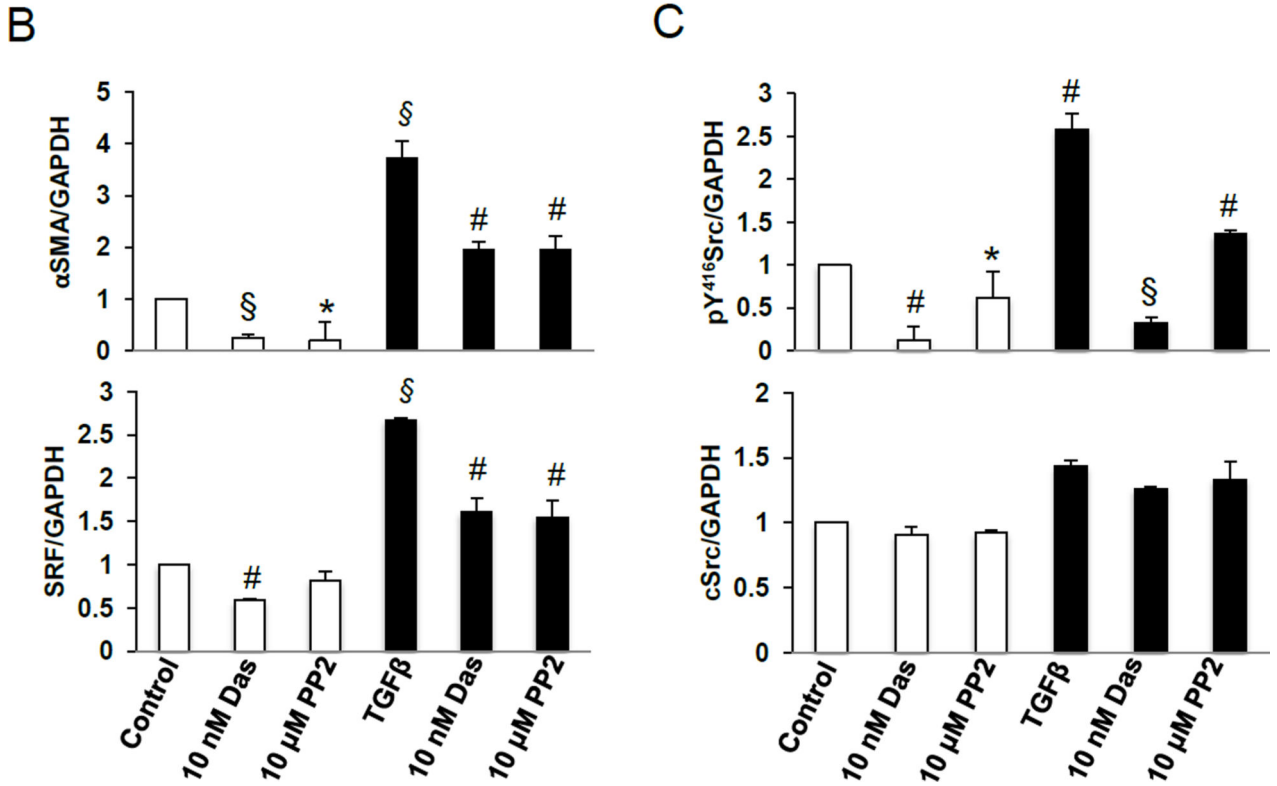 B
αSMA/GAPDH
5
4
3
2
1
0
§
*
§
#
#
SRF/GAPDH
3
2.5
2
1.5
1
0.5
0
#
§
#
#
Control
10 nM Das
10 µM PP2
TGFβ
10 nM Das
10 µM PP2
C
pY⁴¹⁶Src/GAPDH
3
2.5
2
1.5
1
0.5
0
#
*
#
§
#
cSrc/GAPDH
2
1.5
1
0.5
0
Control
10 nM Das
10 µM PP2
TGFβ
10 nM Das
10 µM PP2